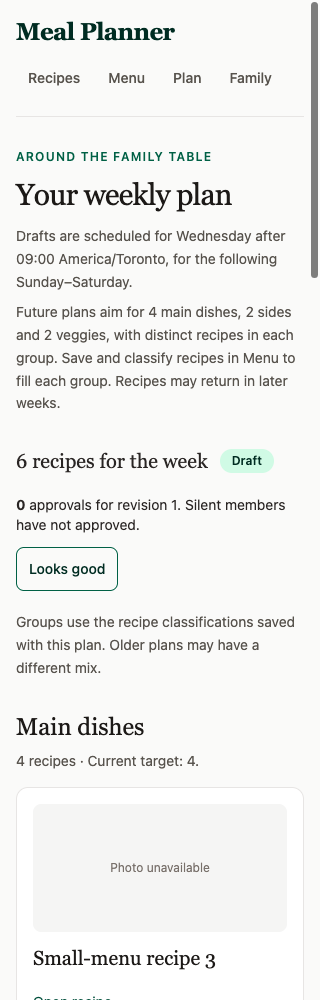 Meal Planner
Recipes Menu Plan Family
AROUND THE FAMILY TABLE
Your weekly plan
Drafts are scheduled for Wednesday after
09:00 America/Toronto, for the following
Sunday–Saturday.
Future plans aim for 4 main dishes, 2 sides
and 2 veggies, with distinct recipes in each
group. Save and classify recipes in Menu to
fill each group. Recipes may return in later
weeks.
6 recipes for the week Draft
0 approvals for revision 1. Silent members
have not approved.
Looks good
Groups use the recipe classifications saved
with this plan. Older plans may have a
different mix.
Main dishes
4 recipes · Current target: 4.
Photo unavailable
Small-menu recipe 3
Open recipe